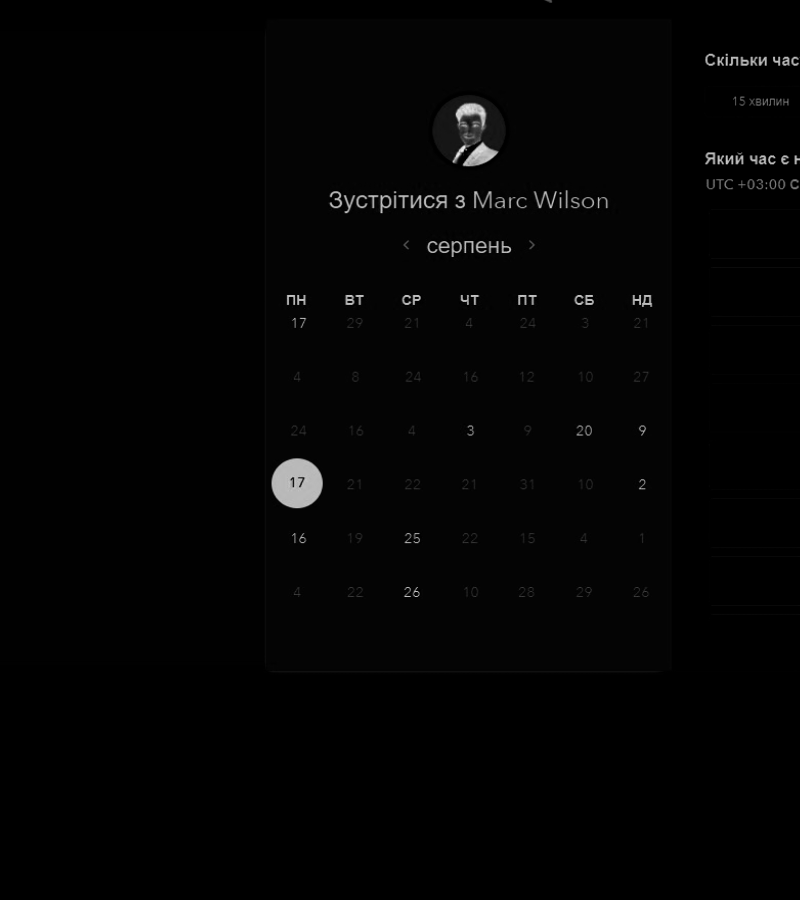 Зустрітися з Marc Wilson
серпень
ПН ВТ СР ЧТ ПТ СБ НД
17 29 21 4 24 3 21
4 8 24 16 12 10 27
24 16 4 3 9 20 9
17 21 22 21 31 10 2
16 19 25 22 15 4 1
4 22 26 10 28 29 26
Скільки час
15 хвилин
Який час є н
UTC +03:00 С